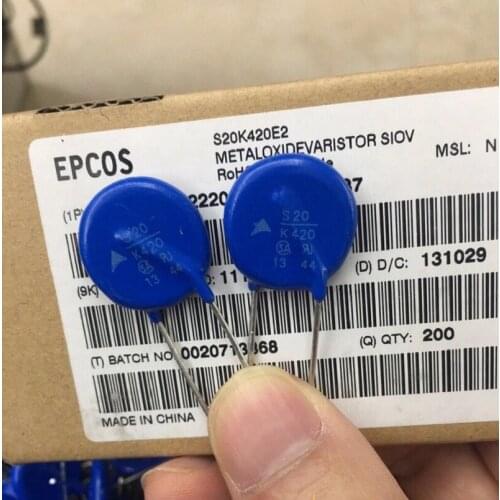 EPCOS
S20K420E2
METALOXIDEVARISTOR SIOV
MSL: N
(D) D/C: 131029
(9K)
(T) BATCH NO
(Q) QTY: 200
MADE IN CHINA
S20
K420
13 44
S20
K420
13 44